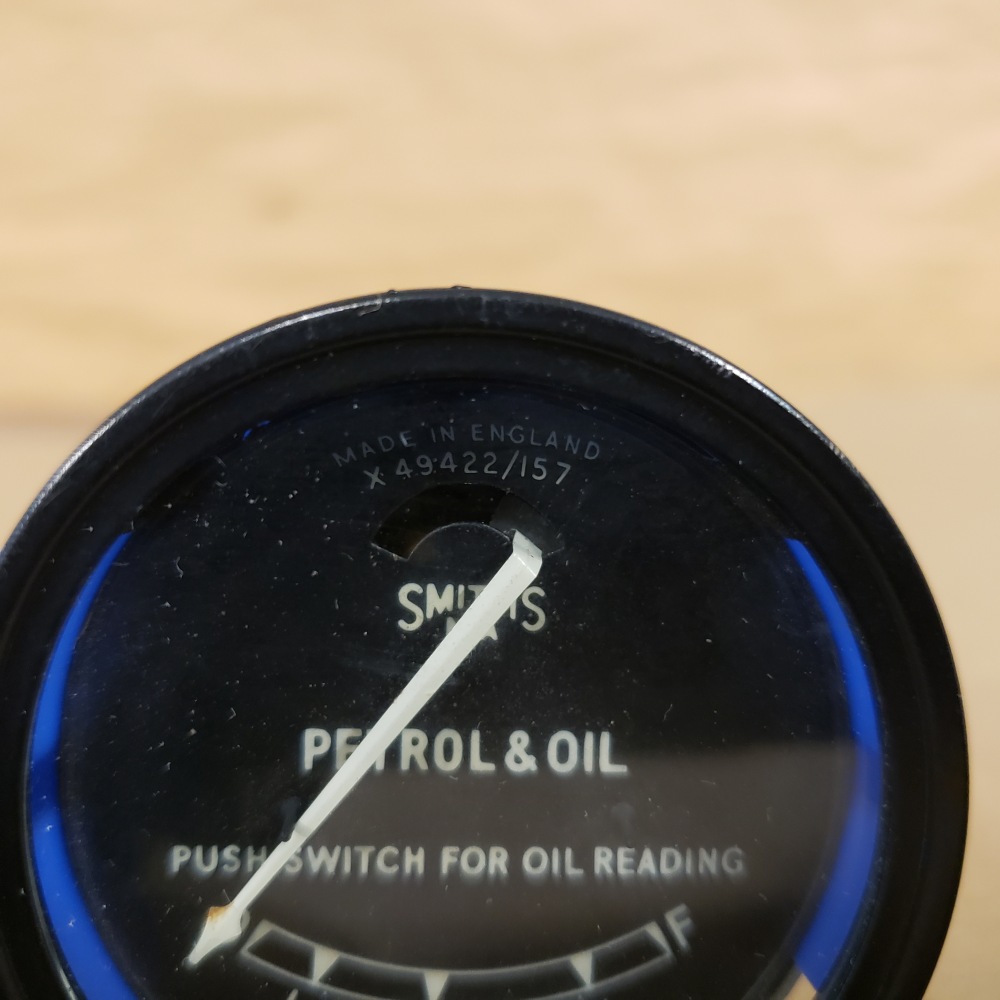 MADE IN ENGLAND
X 49422/157
SMITHS
PETROL & OIL
PUSH SWITCH FOR OIL READING
F